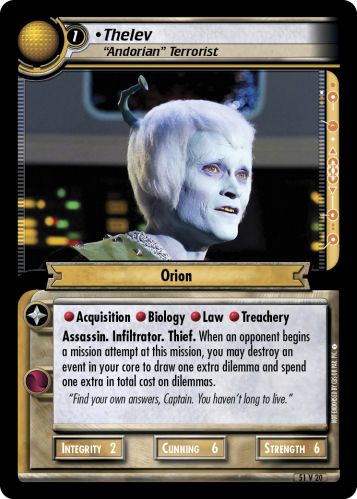 1
•Thelev
"Andorian" Terrorist
Orion
Acquisition Biology Law Treachery
Assassin. Infiltrator. Thief. When an opponent begins
a mission attempt at this mission, you may destroy an
event in your core to draw one extra dilemma and spend
one extra in total cost on dilemmas.
"Find your own answers, Captain. You haven't long to live."
Integrity 2 Cunning 6 Strength 6
51 V 20